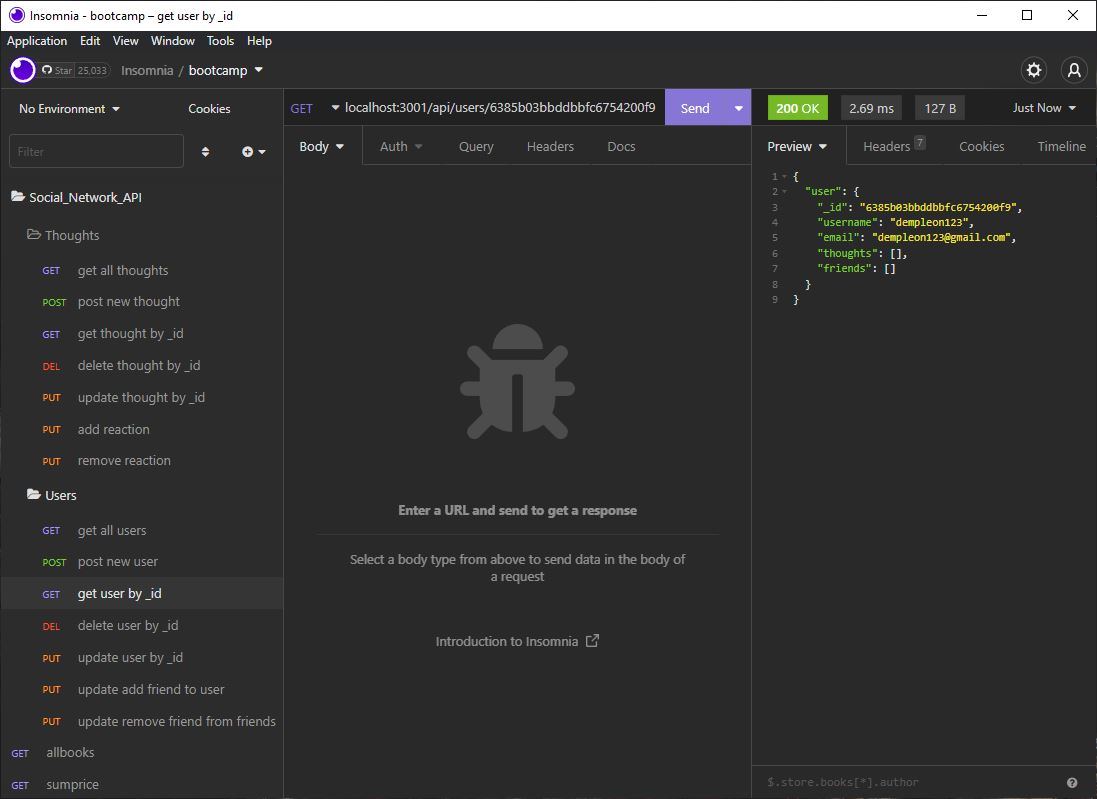 Insomnia - bootcamp – get user by _id
Application Edit View Window Tools Help
Star 25,033 Insomnia / bootcamp
No Environment Cookies
Filter
Social_Network_API
Thoughts
GET get all thoughts
POST post new thought
GET get thought by _id
DEL delete thought by _id
PUT update thought by _id
PUT add reaction
PUT remove reaction
Users
GET get all users
POST post new user
GET get user by _id
DEL delete user by _id
PUT update user by _id
PUT update add friend to user
PUT update remove friend from friends
GET allbooks
GET sumprice
GET localhost:3001/api/users/6385b03bbddbbfc6754200f9 Send
Body Auth Query Headers Docs
Enter a URL and send to get a response
Select a body type from above to send data in the body of
a request
Introduction to Insomnia
200 OK 2.69 ms 127 B Just Now
Preview Headers 7 Cookies Timeline
1 {
2 "user": {
3 "_id": "6385b03bbddbbfc6754200f9",
4 "username": "dempleon123",
5 "email": "dempleon123@gmail.com",
6 "thoughts": [],
7 "friends": []
8 }
9 }
$.store.books[*].author ?